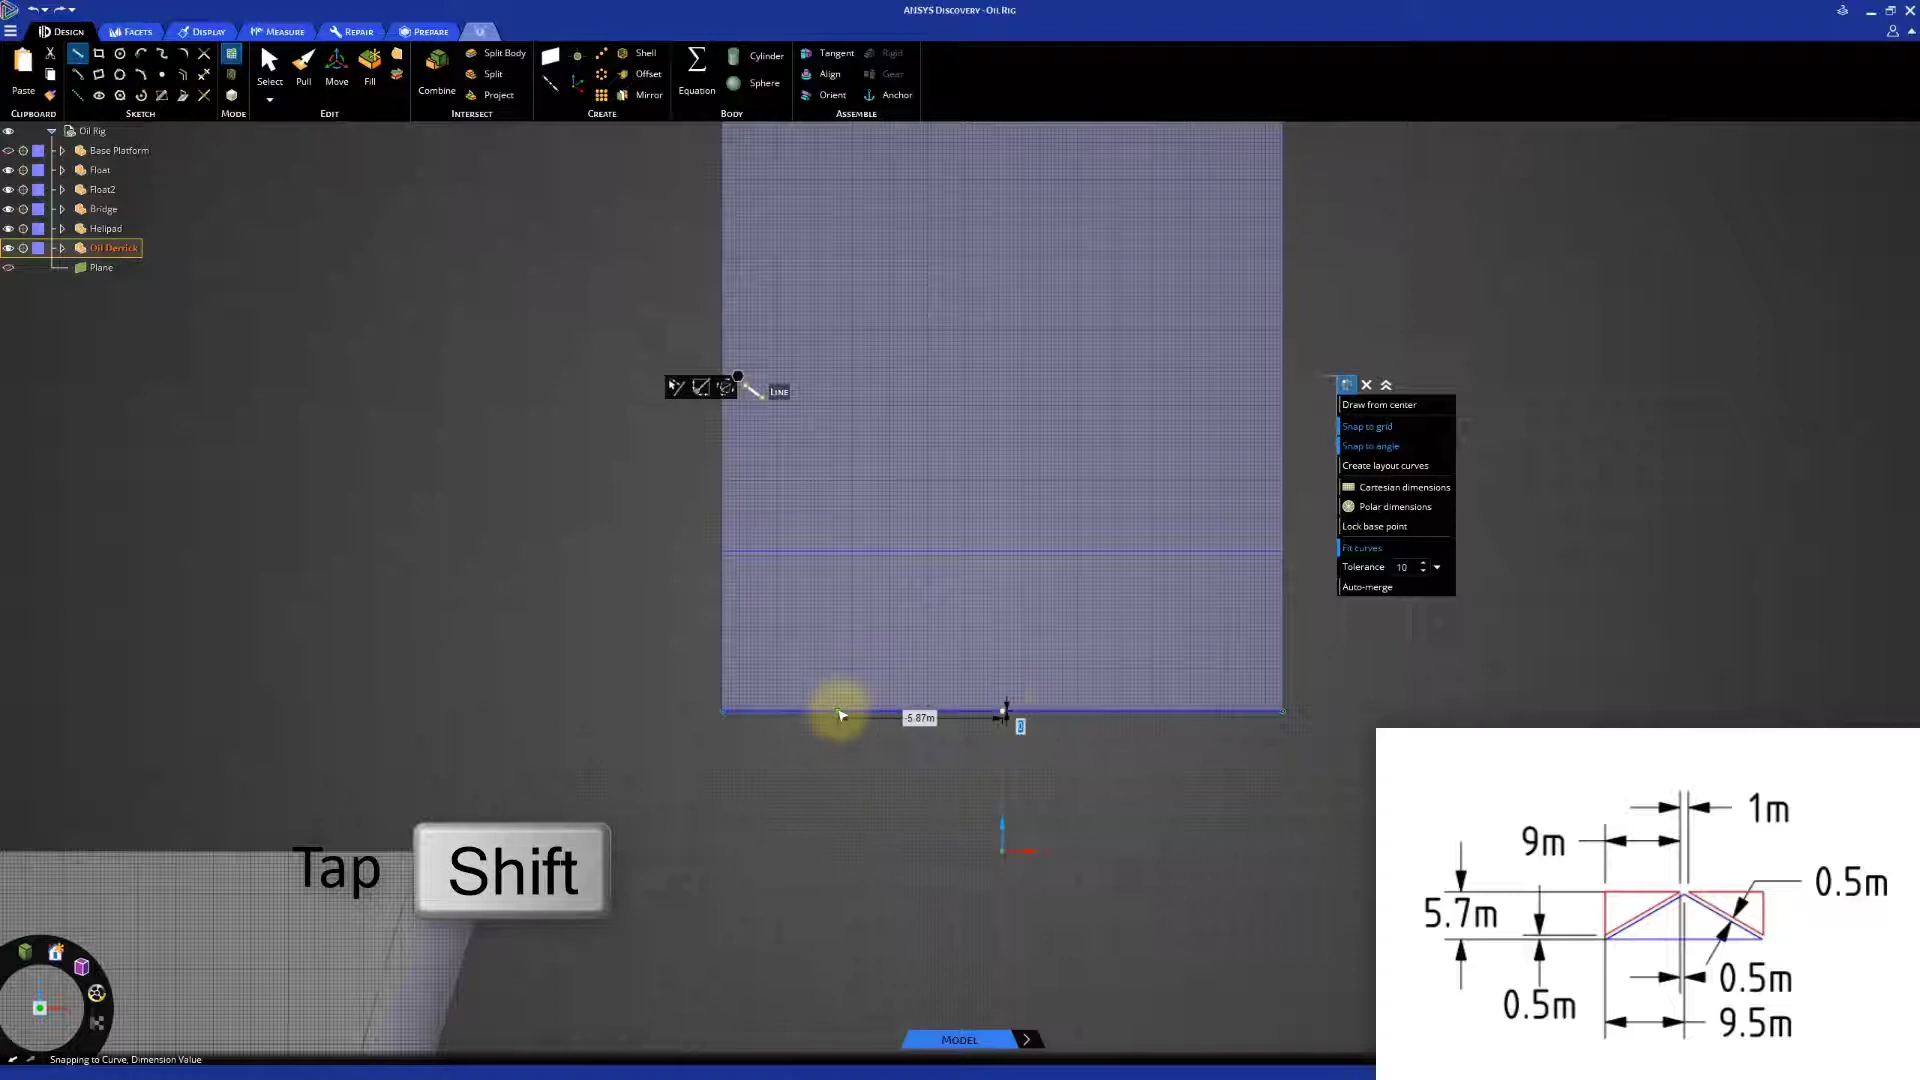 ANSYS Discovery - Oil Rig
Design
Facets
Display
Measure
Repair
Prepare
Paste
Clipboard
Sketch
Mode
Select
Pull
Move
Fill
Edit
Combine
Split Body
Split
Project
Intersect
Shell
Offset
Mirror
Create
Equation
Cylinder
Sphere
Body
Tangent
Align
Orient
Rigid
Gear
Anchor
Assemble
Oil Rig
Base Platform
Float
Float2
Bridge
Helipad
Oil Derrick
Plane
Line
Draw from center
Snap to grid
Snap to angle
Create layout curves
Cartesian dimensions
Polar dimensions
Lock base point
Fit curves
Tolerance 10
Auto-merge
-5.87m
0
Tap Shift
1m
9m
0.5m
5.7m
0.5m
0.5m
9.5m
Model
Snapping to Curve, Dimension Value